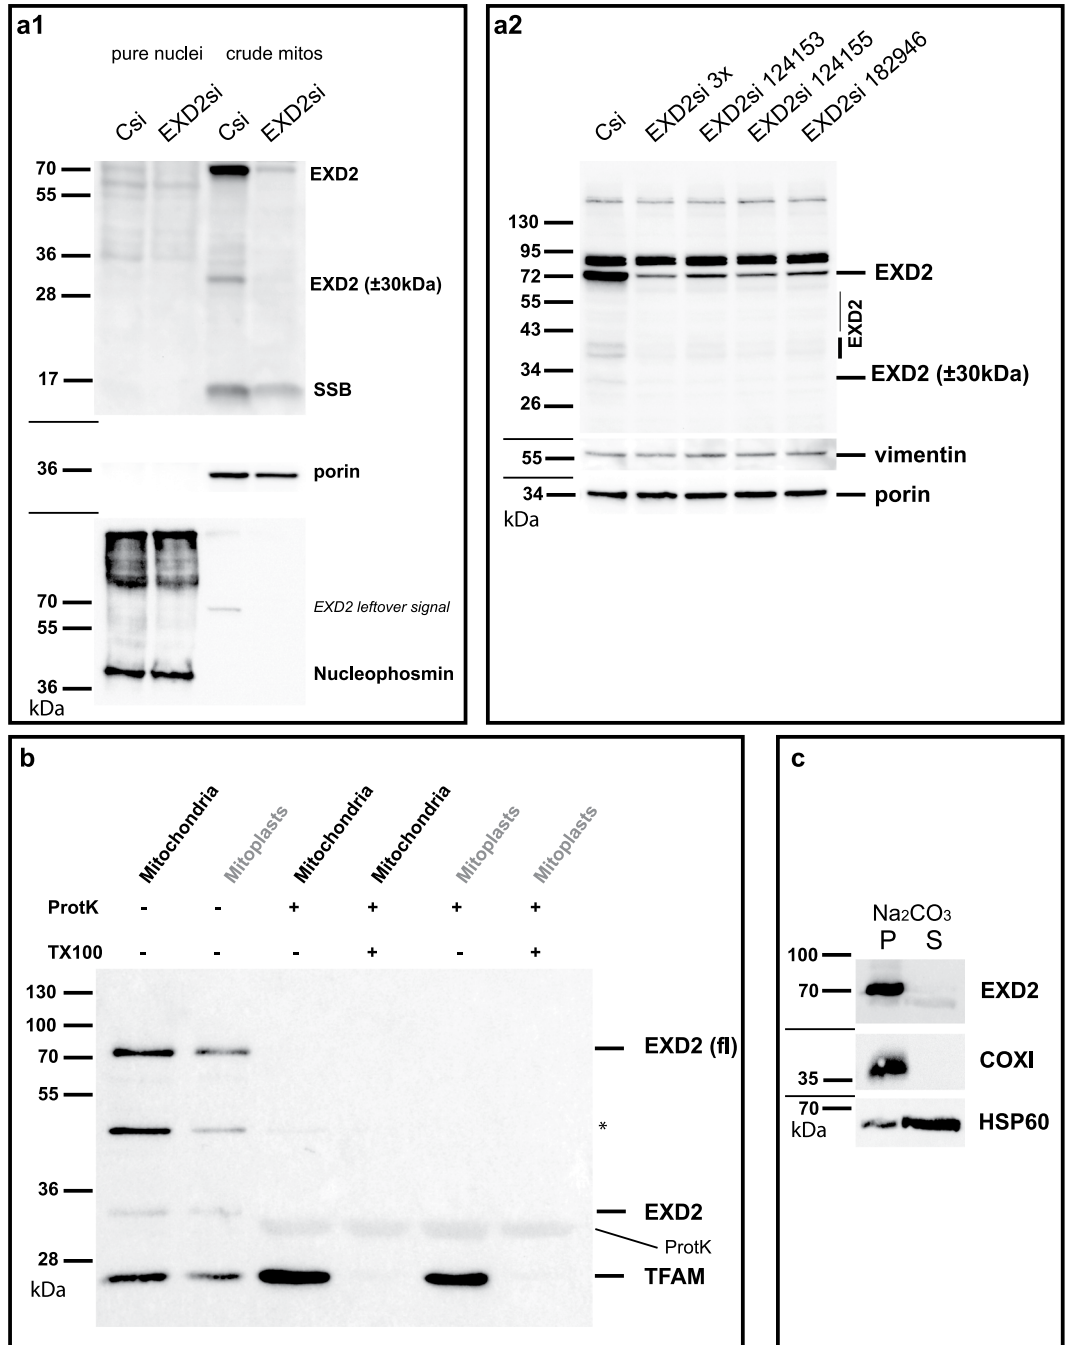 a1
pure nuclei crude mitos
Csi EXD2si Csi EXD2si
70 EXD2
55
36
EXD2 (±30kDa)
28
17
SSB
36 porin
70
EXD2 leftover signal
55
Nucleophosmin
36
kDa
a2
Csi EXD2si 3x EXD2si 124153 EXD2si 124155 EXD2si 182946
130
95
72 EXD2
55
EXD2
43
34
EXD2 (±30kDa)
26
55 vimentin
34 porin
kDa
b
Mitochondria Mitoplasts Mitochondria Mitochondria Mitoplasts Mitoplasts
ProtK - - + + + +
TX100 - - - + - +
130
100
EXD2 (fl)
70
55
*
36
EXD2
ProtK
28
TFAM
kDa
c
Na₂CO₃
P S
100
70 EXD2
COXI
35
70
HSP60
kDa